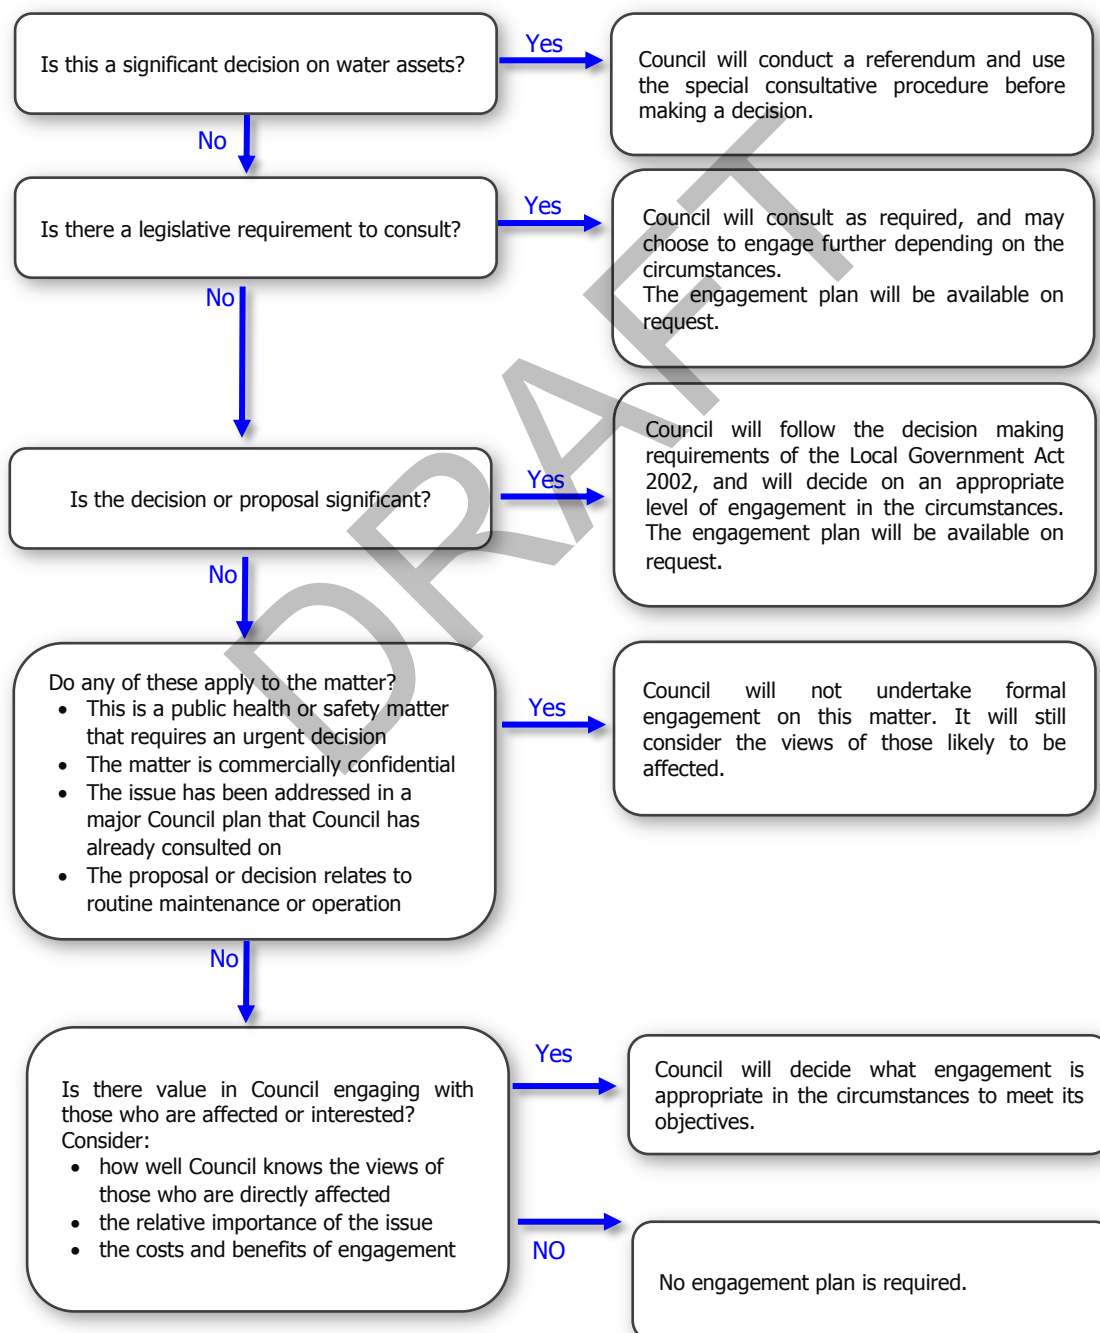 Is this a significant decision on water assets?
Yes
Council will conduct a referendum and use
the special consultative procedure before
making a decision.
No
Is there a legislative requirement to consult?
Yes
Council will consult as required, and may
choose to engage further depending on the
circumstances.
The engagement plan will be available on
request.
No
Is the decision or proposal significant?
Yes
Council will follow the decision making
requirements of the Local Government Act
2002, and will decide on an appropriate
level of engagement in the circumstances.
The engagement plan will be available on
request.
No
Do any of these apply to the matter?
• This is a public health or safety matter
that requires an urgent decision
• The matter is commercially confidential
• The issue has been addressed in a
major Council plan that Council has
already consulted on
• The proposal or decision relates to
routine maintenance or operation
Yes
Council will not undertake formal
engagement on this matter. It will still
consider the views of those likely to be
affected.
No
Is there value in Council engaging with
those who are affected or interested?
Consider:
• how well Council knows the views of
those who are directly affected
• the relative importance of the issue
• the costs and benefits of engagement
Yes
Council will decide what engagement is
appropriate in the circumstances to meet its
objectives.
NO
No engagement plan is required.
DRAFT